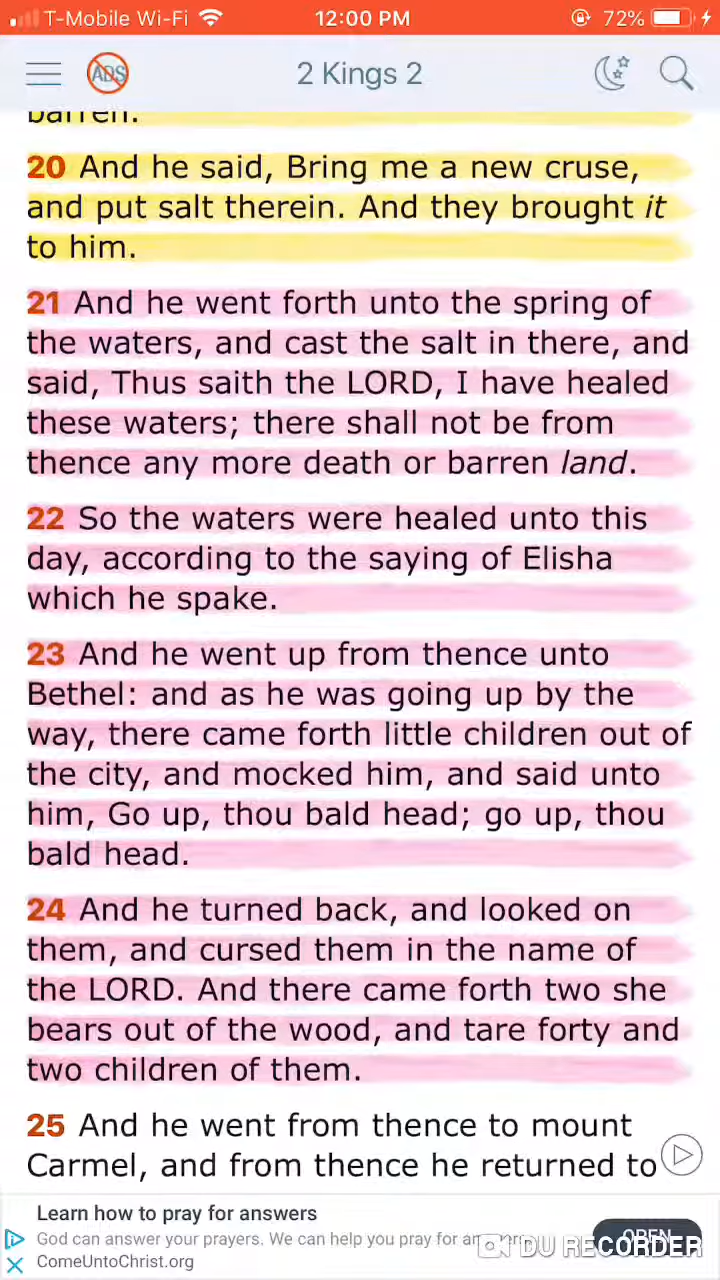 T-Mobile Wi-Fi 12:00 PM 72%
ADS 2 Kings 2
barren.
20 And he said, Bring me a new cruse,
and put salt therein. And they brought it
to him.
21 And he went forth unto the spring of
the waters, and cast the salt in there, and
said, Thus saith the LORD, I have healed
these waters; there shall not be from
thence any more death or barren land.
22 So the waters were healed unto this
day, according to the saying of Elisha
which he spake.
23 And he went up from thence unto
Bethel: and as he was going up by the
way, there came forth little children out of
the city, and mocked him, and said unto
him, Go up, thou bald head; go up, thou
bald head.
24 And he turned back, and looked on
them, and cursed them in the name of
the LORD. And there came forth two she
bears out of the wood, and tare forty and
two children of them.
25 And he went from thence to mount
Carmel, and from thence he returned to
Learn how to pray for answers
God can answer your prayers. We can help you pray for
OPEN
DU RECORDER
ComeUntoChrist.org